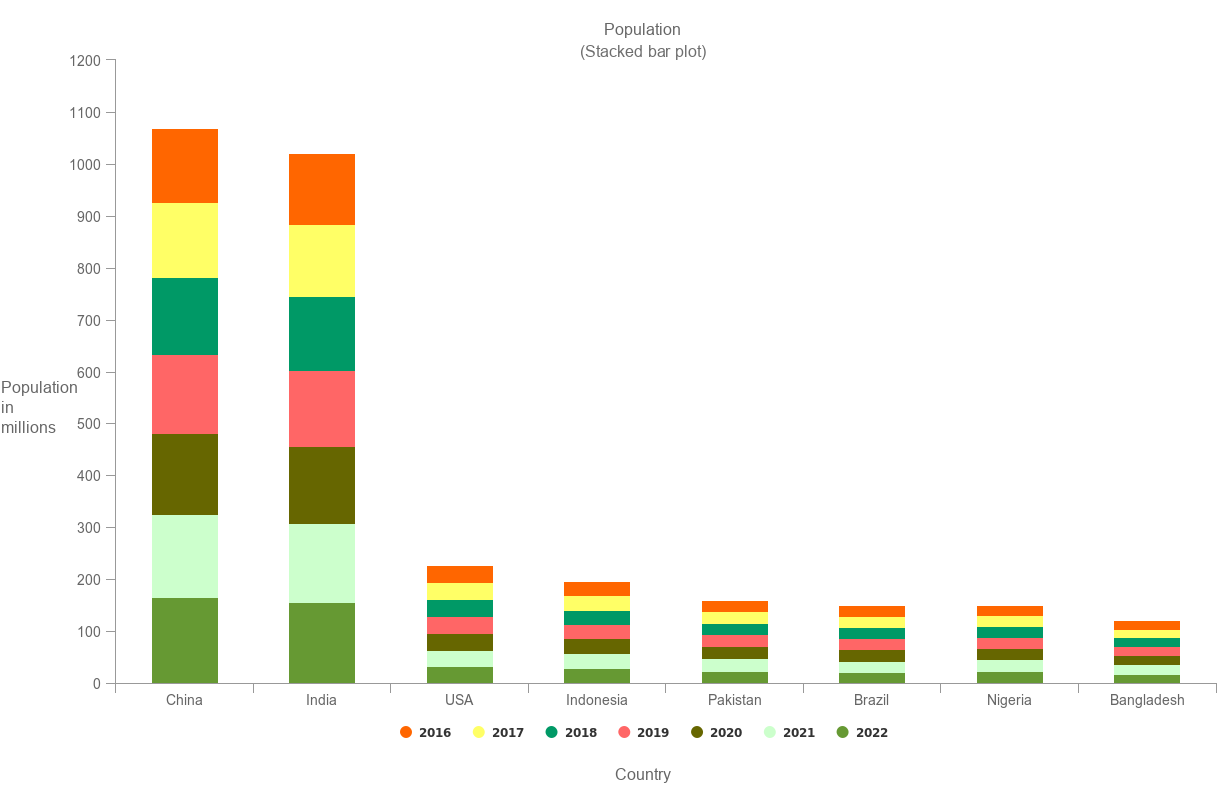 Population
(Stacked bar plot)
1200
1100
1000
900
800
700
600
500
400
300
200
100
0
Population
in
millions
China India USA Indonesia Pakistan Brazil Nigeria Bangladesh
2016 2017 2018 2019 2020 2021 2022
Country